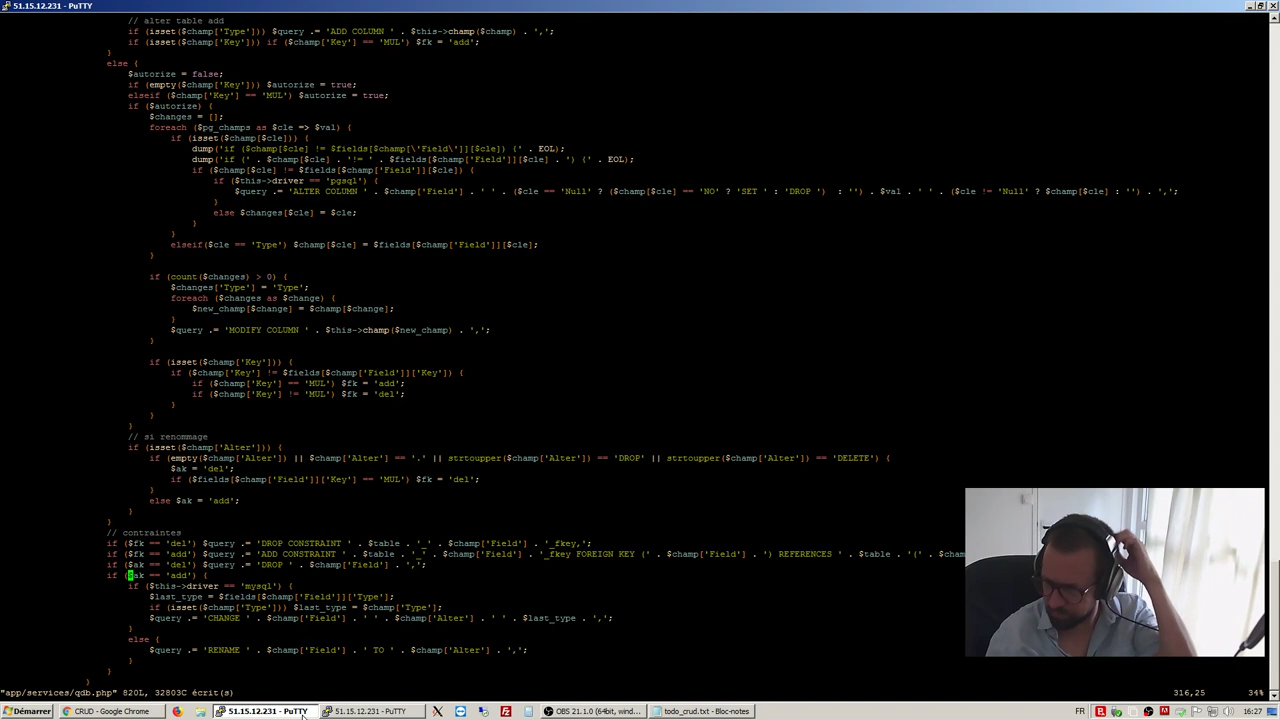 51.15.12.231 - PuTTY
// alter table add
if (isset($champ['Type'])) $query .= 'ADD COLUMN ' . $this->champ($champ) . ',';
if (isset($champ['Key'])) if ($champ['Key'] == 'MUL') $fk = 'add';
}
else {
$autorize = false;
if (empty($champ['Key'])) $autorize = true;
elseif ($champ['Key'] == 'MUL') $autorize = true;
if ($autorize) {
$changes = [];
foreach ($pg_champs as $cle => $val) {
if (isset($champ[$cle])) {
dump('if ($champ[$cle] != $fields[$champ[\'Field\']][$cle]) {' . EOL);
dump('if (' . $champ[$cle] . '!= ' . $fields[$champ['Field']][$cle] . ') {' . EOL);
if ($champ[$cle] != $fields[$champ['Field']][$cle]) {
if ($this->driver == 'pgsql') {
$query .= 'ALTER COLUMN ' . $champ['Field'] . ' ' . ($cle == 'Null' ? ($champ[$cle] == 'NO' ? 'SET ' : 'DROP ') : '') . $val . ' ' . ($cle != 'Null' ? $champ[$cle] : '') . ',';
}
else $changes[$cle] = $cle;
}
}
elseif($cle == 'Type') $champ[$cle] = $fields[$champ['Field']][$cle];
}
if (count($changes) > 0) {
$changes['Type'] = 'Type';
foreach ($changes as $change) {
$new_champ[$change] = $champ[$change];
}
$query .= 'MODIFY COLUMN ' . $this->champ($new_champ) . ',';
}
if (isset($champ['Key'])) {
if ($champ['Key'] != $fields[$champ['Field']]['Key']) {
if ($champ['Key'] == 'MUL') $fk = 'add';
if ($champ['Key'] != 'MUL') $fk = 'del';
}
}
}
// si renommage
if (isset($champ['Alter'])) {
if (empty($champ['Alter']) || $champ['Alter'] == '.' || strtoupper($champ['Alter']) == 'DROP' || strtoupper($champ['Alter']) == 'DELETE') {
$ak = 'del';
if ($fields[$champ['Field']]['Key'] == 'MUL') $fk = 'del';
}
else $ak = 'add';
}
}
// contraintes
if ($fk == 'del') $query .= 'DROP CONSTRAINT ' . $table . '_' . $champ['Field'] . '_fkey,';
if ($fk == 'add') $query .= 'ADD CONSTRAINT ' . $table . '_' . $champ['Field'] . '_fkey FOREIGN KEY (' . $champ['Field'] . ') REFERENCES ' . $table . '(' . $champ['F
if ($ak == 'del') $query .= 'DROP ' . $champ['Field'] . ',';
if ($ak == 'add') {
if ($this->driver == 'mysql') {
$last_type = $fields[$champ['Field']]['Type'];
if (isset($champ['Type'])) $last_type = $champ['Type'];
$query .= 'CHANGE ' . $champ['Field'] . ' ' . $champ['Alter'] . ' ' . $last_type . ',';
}
else {
$query .= 'RENAME ' . $champ['Field'] . ' TO ' . $champ['Alter'] . ',';
}
}
}
"app/services/qdb.php" 820L, 32803C écrit(s) 316,25 34%
Démarrer CRUD - Google Chrome 51.15.12.231 - PuTTY 51.15.12.231 - PuTTY OBS 21.1.0 (64bit, wind... todo_crud.txt - Bloc-notes FR 16:27